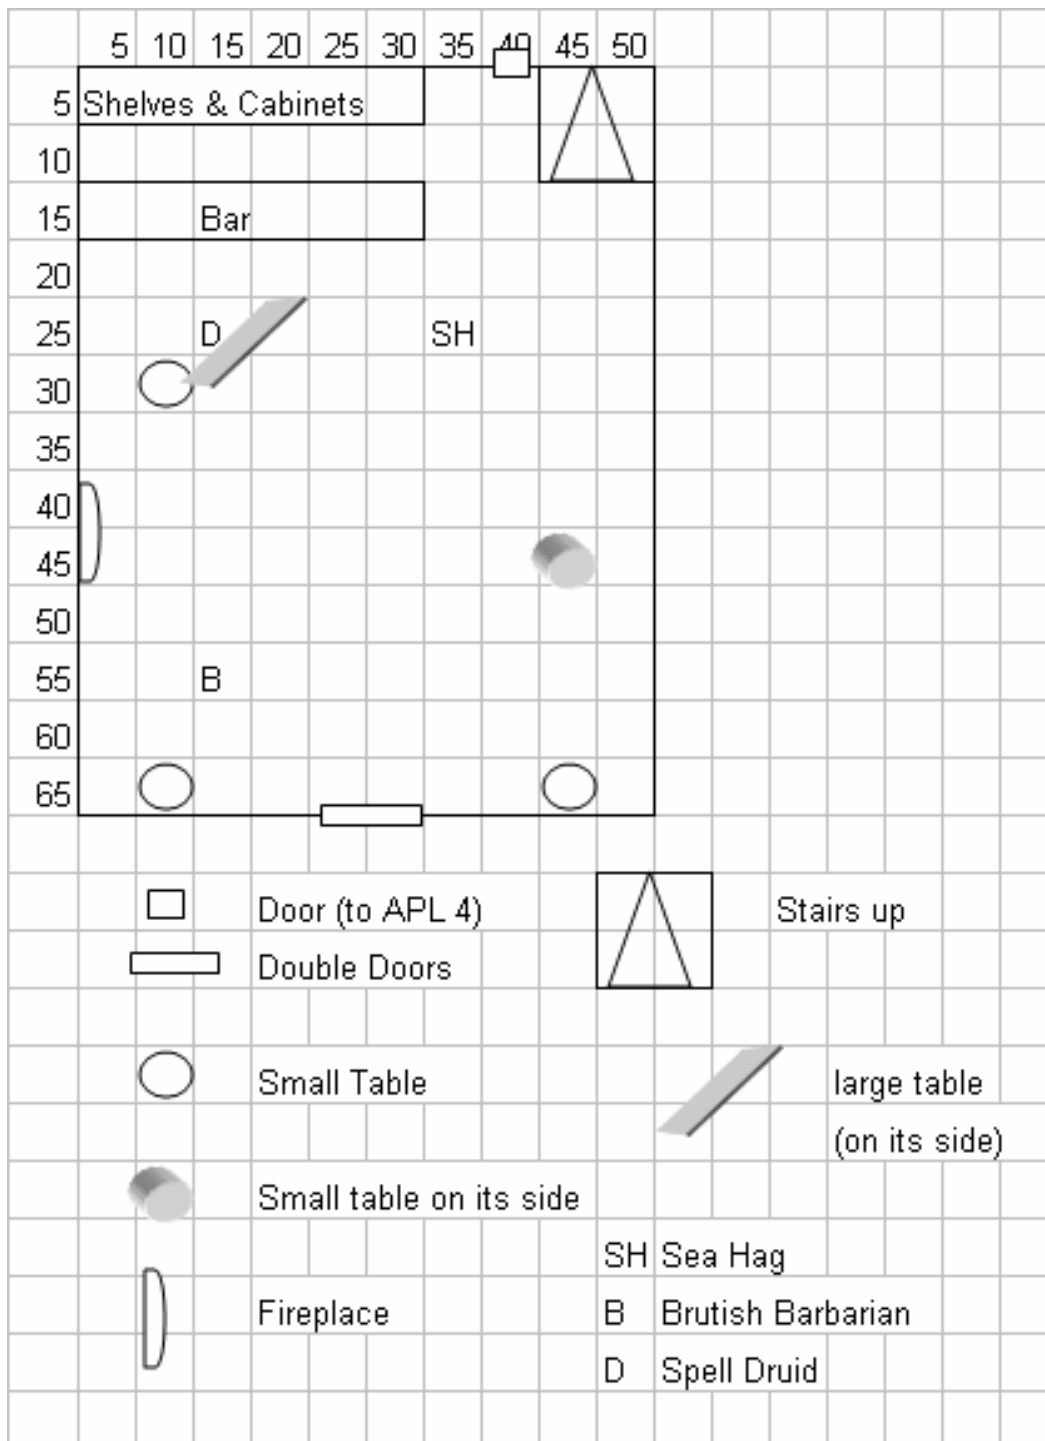 5 10 15 20 25 30 35 40 45 50
5 Shelves & Cabinets
10
15 Bar
20
25 D SH
30
35
40
45
50
55 B
60
65
Door (to APL 4) Stairs up
Double Doors
Small Table large table
(on its side)
Small table on its side
SH Sea Hag
Fireplace B Brutish Barbarian
D Spell Druid